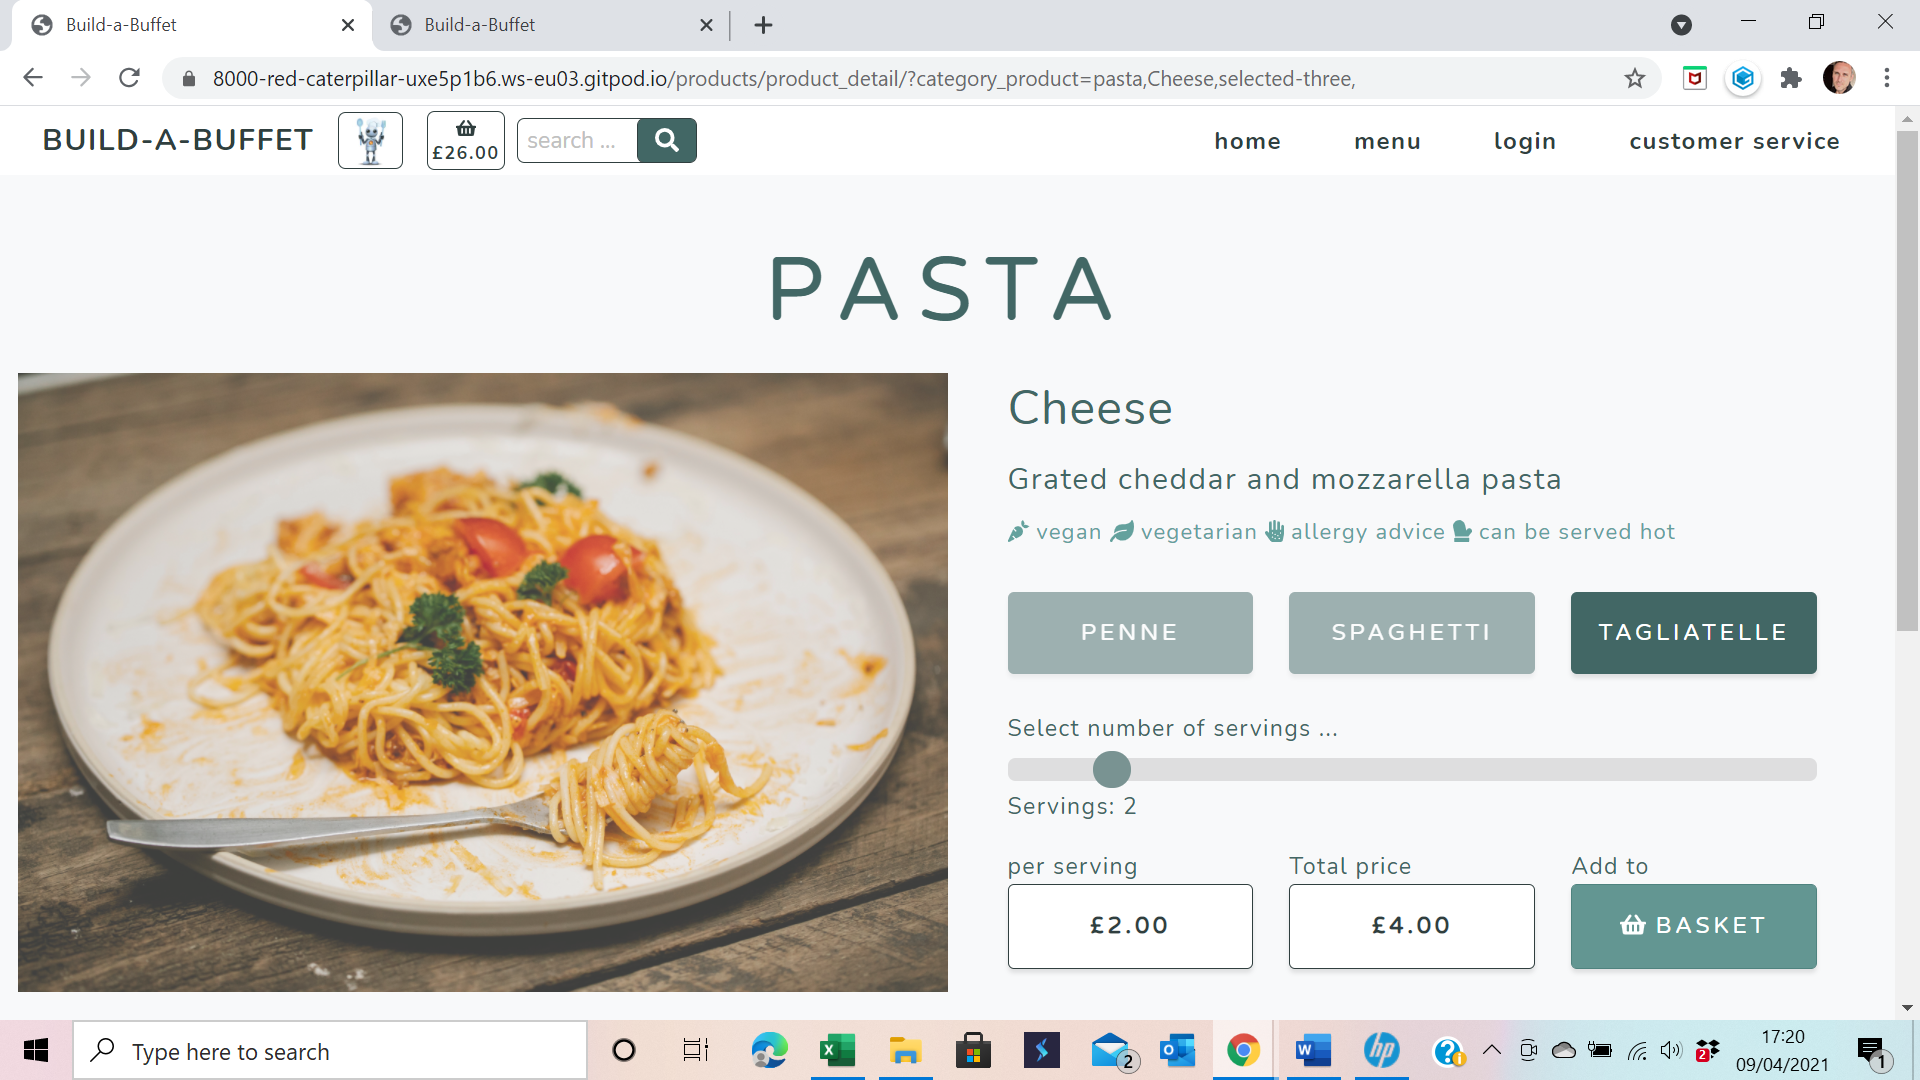 Build-a-Buffet
Build-a-Buffet
8000-red-caterpillar-uxe5p1b6.ws-eu03.gitpod.io/products/product_detail/?category_product=pasta,Cheese,selected-three,
BUILD-A-BUFFET
£26.00
search ...
home menu login customer service
PASTA
Cheese
Grated cheddar and mozzarella pasta
vegan vegetarian allergy advice can be served hot
PENNE SPAGHETTI TAGLIATELLE
Select number of servings ...
Servings: 2
per serving Total price Add to
£2.00 £4.00 BASKET
Type here to search
2
2
17:20
09/04/2021
1